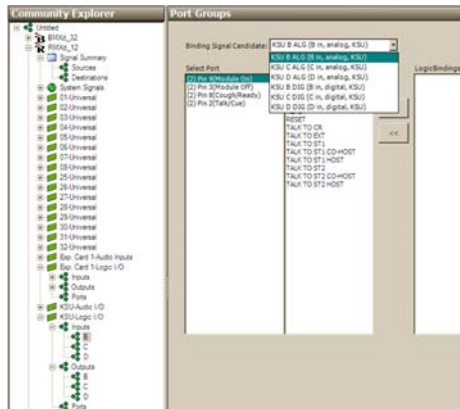 Community Explorer
Untitled
BMXd_32
RMXd_12
Signal Summary
Sources
Destinations
System Signals
01-Universal
02-Universal
03-Universal
04-Universal
05-Universal
06-Universal
07-Universal
08-Universal
25-Universal
26-Universal
27-Universal
28-Universal
29-Universal
30-Universal
31-Universal
32-Universal
Exp. Card 1-Audio Inputs
Exp. Card 1-Logic I/O
Inputs
Outputs
Ports
KSU-Audio I/O
KSU-Logic I/O
Inputs
B
C
D
Outputs
B
C
D
Ports
Port Groups
Binding Signal Candidate: KSU B ALG (B in, analog, KSU)
KSU B ALG (B in, analog, KSU)
KSU C ALG (C in, analog, KSU)
KSU D ALG (D in, analog, KSU)
KSU B DIG (B in, digital, KSU)
KSU C DIG (C in, digital, KSU)
KSU D DIG (D in, digital, KSU)
Select Port
(2) Pin 3(Module Off)
(2) Pin 8(Cough/Ready)
(2) Pin 2(Talk/Cue)
RESET
TALK TO CR
TALK TO EXT
TALK TO ST1
TALK TO ST1 CO-HOST
TALK TO ST1 HOST
TALK TO ST2
TALK TO ST2 CO-HOST
TALK TO ST2 HOST
<<
LogicBindings